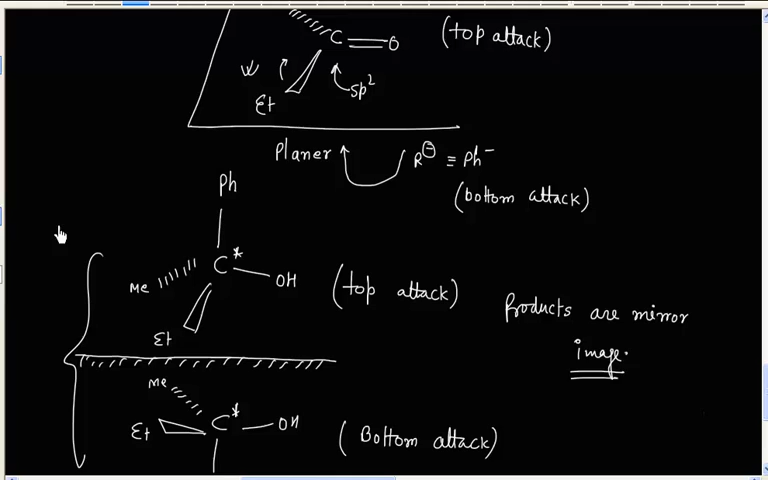 C=O (top attack)
Et
sp2
Planer
R⊖ ≡ Ph−
(bottom attack)
Ph
C*
Me
OH
(top attack)
Et
Products are mirror
image.
Me
Et
C*
OH
(Bottom attack)